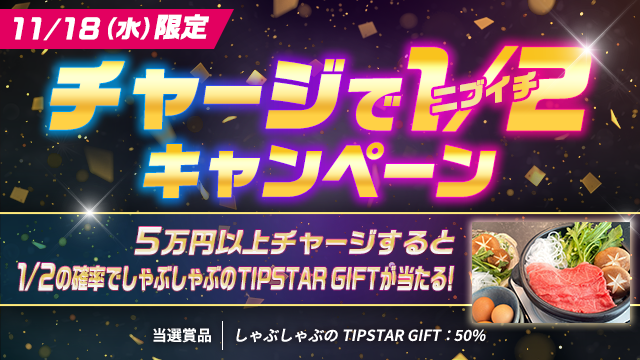 11/18（水）限定
チャージで1/2
ニブイチ
キャンペーン
5万円以上チャージすると
1/2の確率でしゃぶしゃぶのTIPSTAR GIFTが当たる!
当選賞品 | しゃぶしゃぶの TIPSTAR GIFT：50%